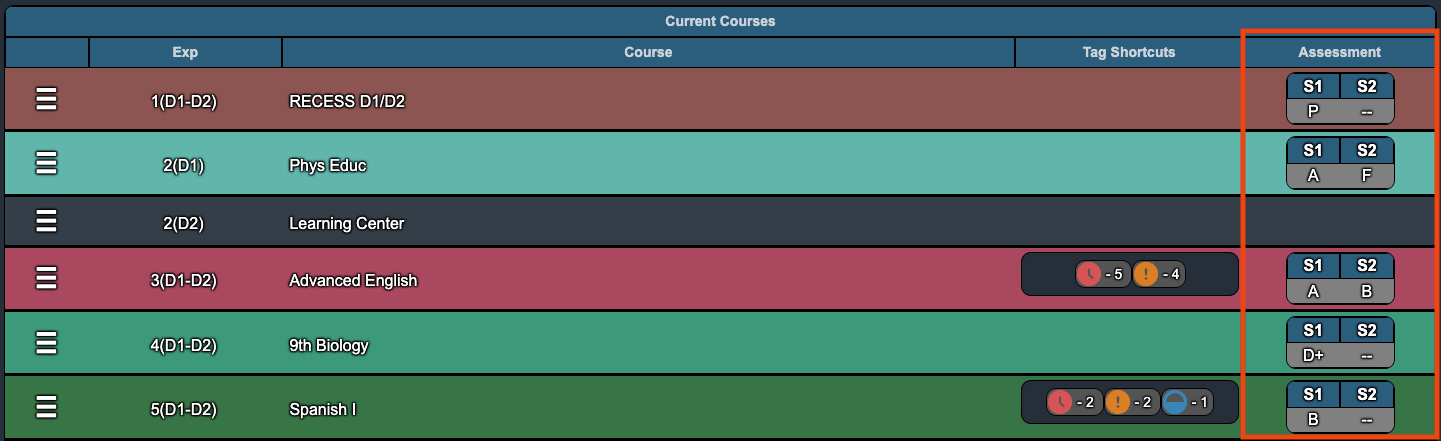 Current Courses
Exp Course Tag Shortcuts Assessment
1(D1-D2) RECESS D1/D2 S1 S2
P --
2(D1) Phys Educ S1 S2
A F
2(D2) Learning Center
3(D1-D2) Advanced English - 5 ! - 4 S1 S2
A B
4(D1-D2) 9th Biology S1 S2
D+ --
5(D1-D2) Spanish I - 2 ! - 2 - 1 S1 S2
B --